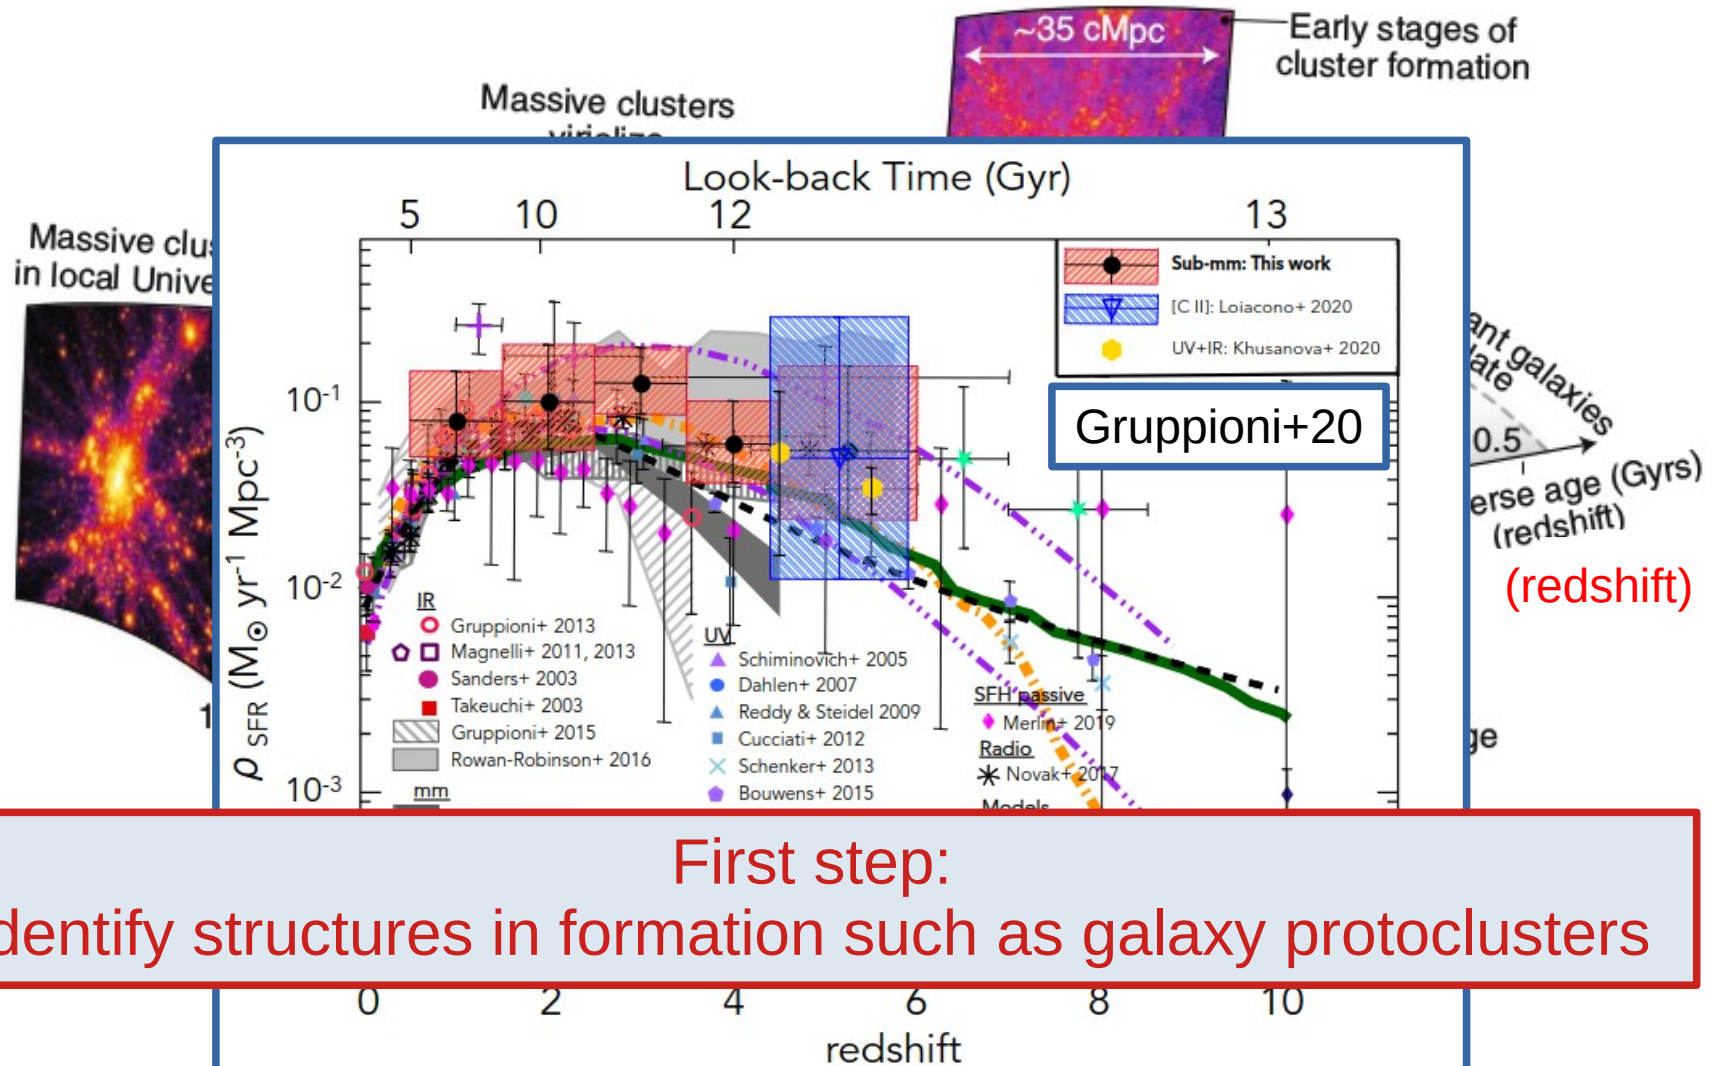 ~35 cMpc
Early stages of
cluster formation
Massive clusters
virialize
Massive
in local
Look-back Time (Gyr)
5 10 12 13
Sub-mm: This work
[C II]: Loiacono+ 2020
UV+IR: Khusanova+ 2020
Gruppioni+20
galaxies
0.5
age (Gyrs)
(redshift)
(redshift)
10-1
10-2
10-3
ρ SFR (M⊙ yr-1 Mpc-3)
IR
Gruppioni+ 2013
Magnelli+ 2011, 2013
Sanders+ 2003
Takeuchi+ 2003
Gruppioni+ 2015
Rowan-Robinson+ 2016
mm
UV
Schiminovich+ 2005
Dahlen+ 2007
Reddy & Steidel 2009
Cucciati+ 2012
Schenker+ 2013
Bouwens+ 2015
SFH passive
Merlin+ 2019
Radio
Novak+ 2017
Models
First step:
dentify structures in formation such as galaxy protoclusters
0 2 4 6 8 10
redshift